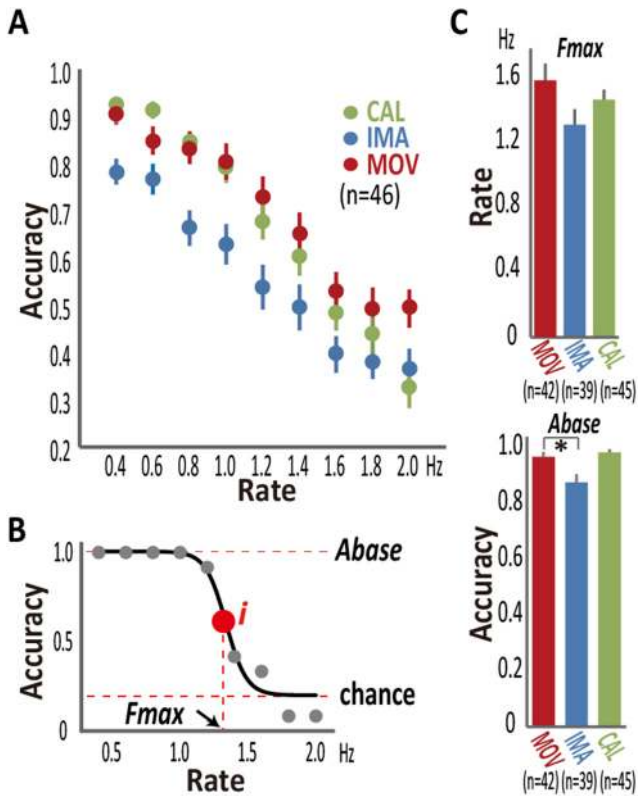 A
Accuracy
1.0
0.9
0.8
0.7
0.6
0.5
0.4
0.3
0.2
CAL
IMA
MOV
(n=46)
0.4 0.6 0.8 1.0 1.2 1.4 1.6 1.8 2.0 Hz
Rate
B
Accuracy
1.0
0.5
0
Abase
i
chance
Fmax
0.5 1.0 1.5 2.0 Hz
Rate
C
Hz
Fmax
Rate
1.6
1.2
0.8
0.4
0
MOV IMA CAL
(n=42) (n=39) (n=45)
Abase
*
Accuracy
1.0
0.8
0.6
0.4
0.2
0
MOV IMA CAL
(n=42) (n=39) (n=45)